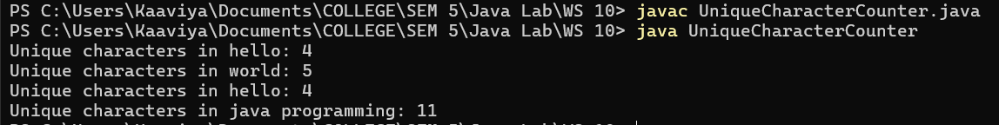 PS C:\Users\Kaaviya\Documents\COLLEGE\SEM 5\Java Lab\WS 10> javac UniqueCharacterCounter.java
PS C:\Users\Kaaviya\Documents\COLLEGE\SEM 5\Java Lab\WS 10> java UniqueCharacterCounter
Unique characters in hello: 4
Unique characters in world: 5
Unique characters in hello: 4
Unique characters in java programming: 11